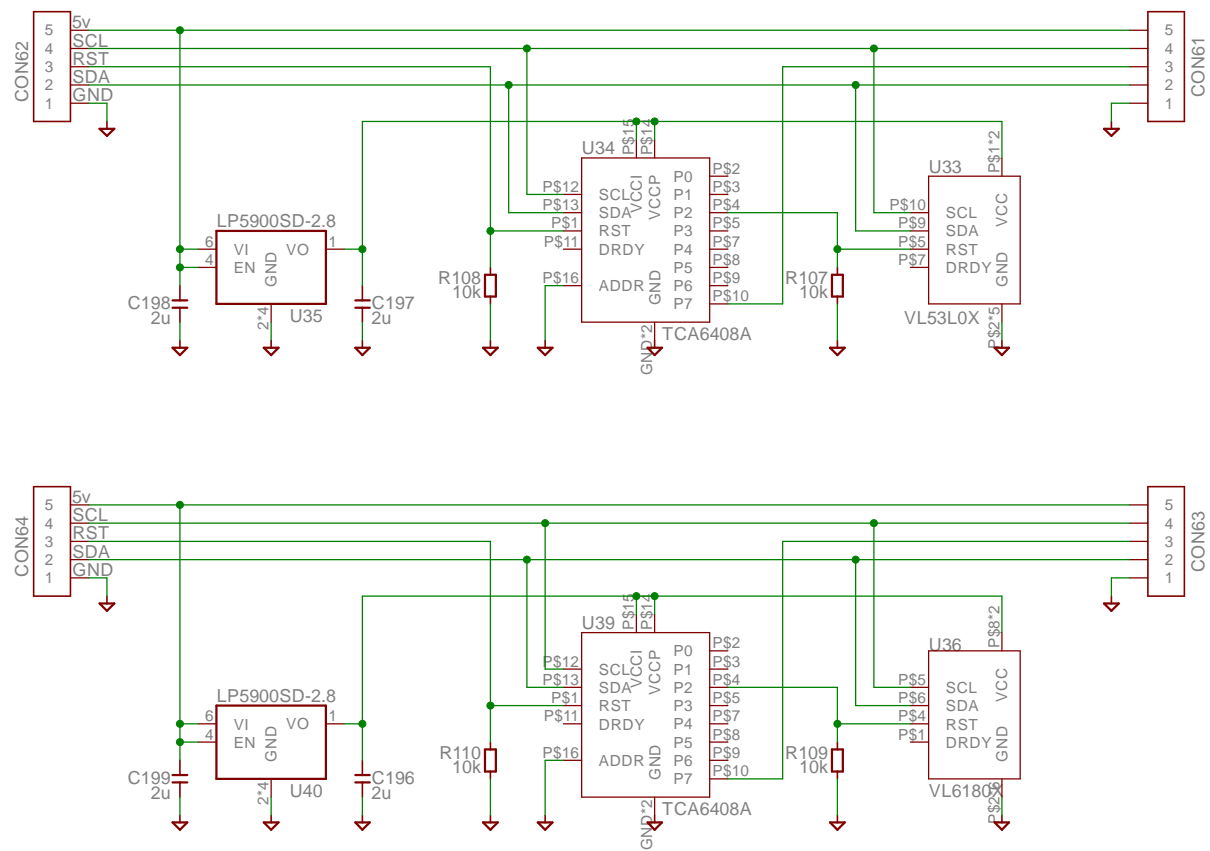 5v
SCL
RST
SDA
GND
5
4
3
2
1
CON62
5
4
3
2
1
CON61
U34
P$15
P$14
P$12
P$13
P$1
P$11
P$16
SCL
SDA
RST
DRDY
ADDR
VCCI
VCCP
GND
P0
P1
P2
P3
P4
P5
P6
P7
P$2
P$3
P$4
P$5
P$7
P$8
P$9
P$10
GND*2
TCA6408A
U33
P$1*2
P$10
P$9
P$5
P$7
SCL
SDA
RST
DRDY
VCC
GND
VL53L0X
P$2*5
LP5900SD-2.8
6
4
VI
EN
GND
VO
1
2*4
U35
C198
2u
C197
2u
R108
10k
R107
10k
5v
SCL
RST
SDA
GND
5
4
3
2
1
CON64
5
4
3
2
1
CON63
U39
P$15
P$14
P$12
P$13
P$1
P$11
P$16
SCL
SDA
RST
DRDY
ADDR
VCCI
VCCP
GND
P0
P1
P2
P3
P4
P5
P6
P7
P$2
P$3
P$4
P$5
P$7
P$8
P$9
P$10
GND*2
TCA6408A
U36
P$8*2
P$5
P$6
P$4
P$1
SCL
SDA
RST
DRDY
VCC
GND
VL6180X
LP5900SD-2.8
6
4
VI
EN
GND
VO
1
2*4
U40
C199
2u
C196
2u
R110
10k
R109
10k